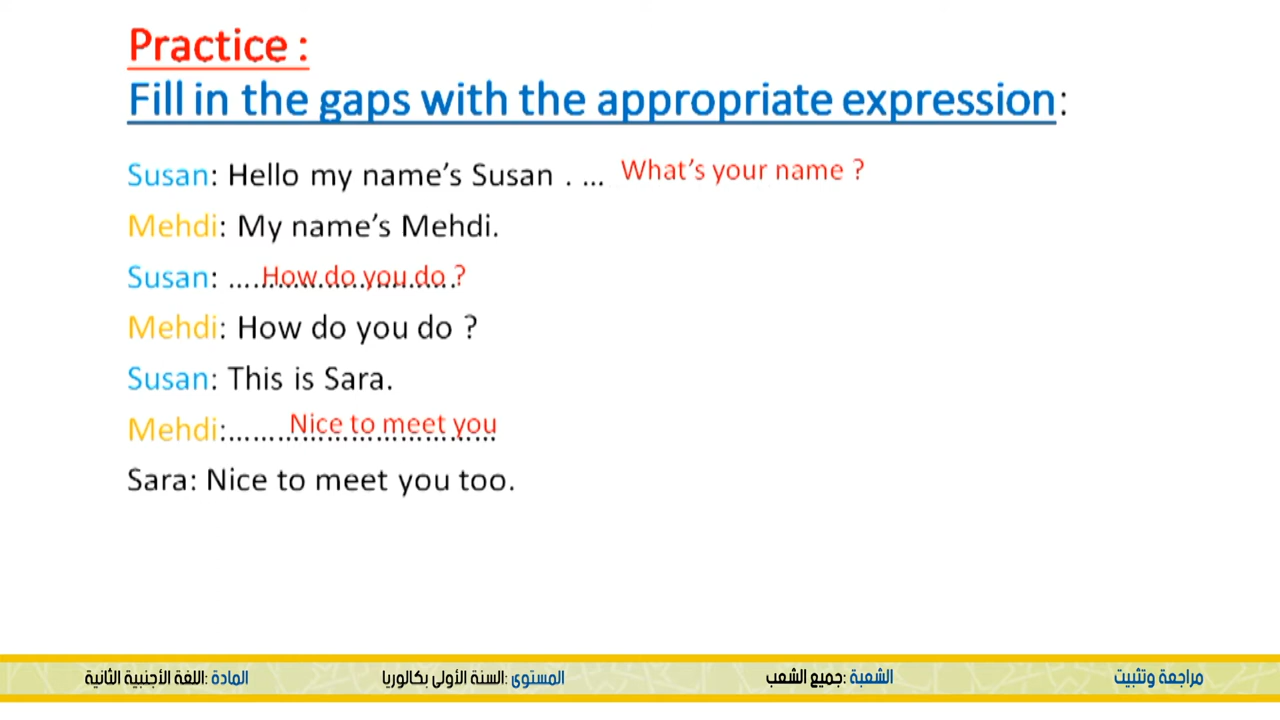 Practice :
Fill in the gaps with the appropriate expression:
Susan: Hello my name's Susan . ... What's your name ?
Mehdi: My name's Mehdi.
Susan: ....How do you do ?
Mehdi: How do you do ?
Susan: This is Sara.
Mehdi:...... Nice to meet you
Sara: Nice to meet you too.
مراجعة وتثبيت الشعبة :جميع الشعب المستوى :السنة الأولى بكالوريا المادة :اللغة الأجنبية الثانية